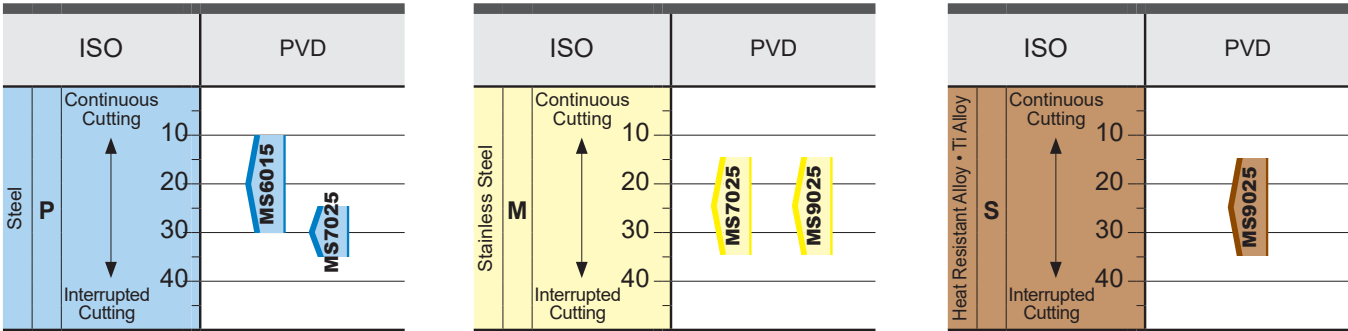 ISO PVD
Steel
P
Continuous
Cutting
10
20
30
40
Interrupted
Cutting
MS6015
MS7025
ISO PVD
Stainless Steel
M
Continuous
Cutting
10
20
30
40
Interrupted
Cutting
MS7025
MS9025
ISO PVD
Heat Resistant Alloy • Ti Alloy
S
Continuous
Cutting
10
20
30
40
Interrupted
Cutting
MS9025